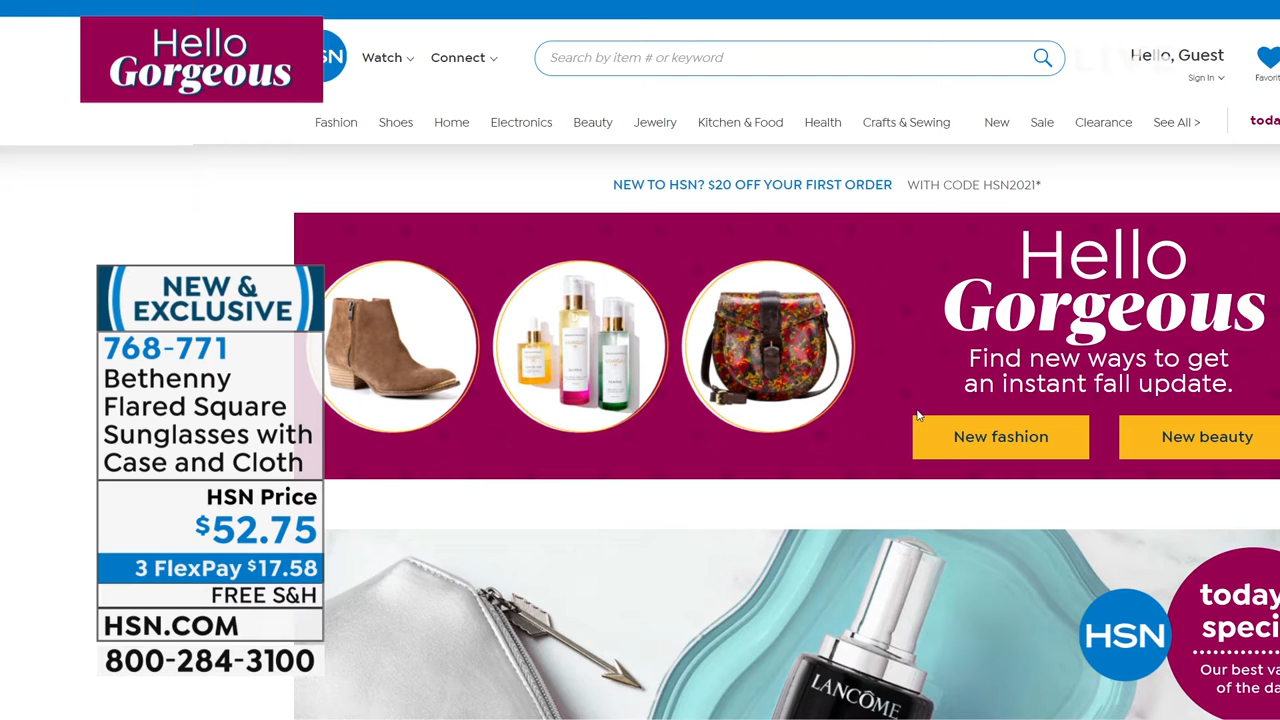 Hello
Gorgeous
SN
Watch
Connect
Search by item # or keyword
LIVE
Hello, Guest
Sign In
Favorit
Fashion
Shoes
Home
Electronics
Beauty
Jewelry
Kitchen & Food
Health
Crafts & Sewing
New
Sale
Clearance
See All >
toda
NEW TO HSN? $20 OFF YOUR FIRST ORDER WITH CODE HSN2021*
Hello
Gorgeous
Find new ways to get
an instant fall update.
New fashion
New beauty
NEW &
EXCLUSIVE
768-771
Bethenny
Flared Square
Sunglasses with
Case and Cloth
HSN Price
$52.75
3 FlexPay $17.58
FREE S&H
HSN.COM
800-284-3100
LANCÔME
HSN
today
speci
Our best va
of the da